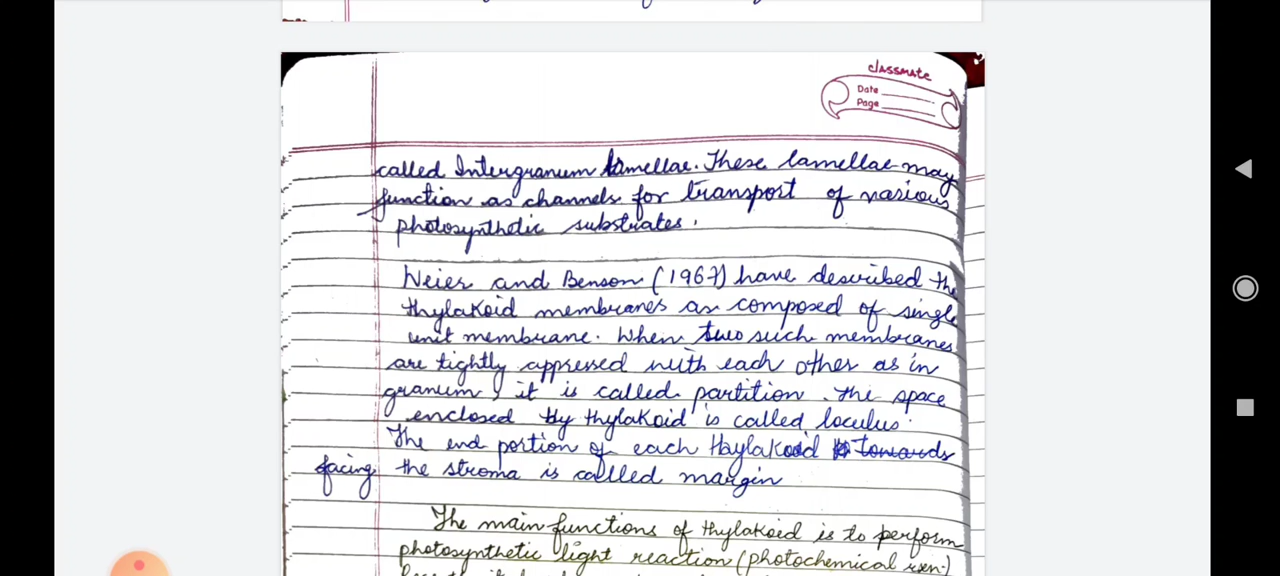 classmate
Date
Page
called Intergranum lamellae. These lamellae may
function as channels for transport of various
photosynthetic substrates.
Weier and Benson (1967) have described the
thylakoid membranes as composed of single
unit membrane. When two such membranes
are tightly appressed with each other as in
granum, it is called partition. The space
enclosed by thylakoid is called loculus.
The end portion of each thylakoid towards
facing the stroma is called margin
The main functions of thylakoid is to perform
photosynthetic light reaction (photochemical rxn.)